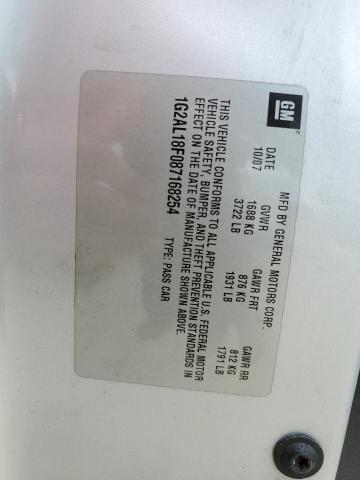 GM
MFD BY GENERAL MOTORS CORP.
DATE GVWR GAWR FRT GAWR RR
10/07 1688 KG 876 KG 812 KG
3722 LB 1931 LB 1791 LB
THIS VEHICLE CONFORMS TO ALL APPLICABLE U.S. FEDERAL MOTOR
VEHICLE SAFETY, BUMPER, AND THEFT PREVENTION STANDARDS IN
EFFECT ON THE DATE OF MANUFACTURE SHOWN ABOVE.
1G2AL18F087168254 TYPE: PASS CAR